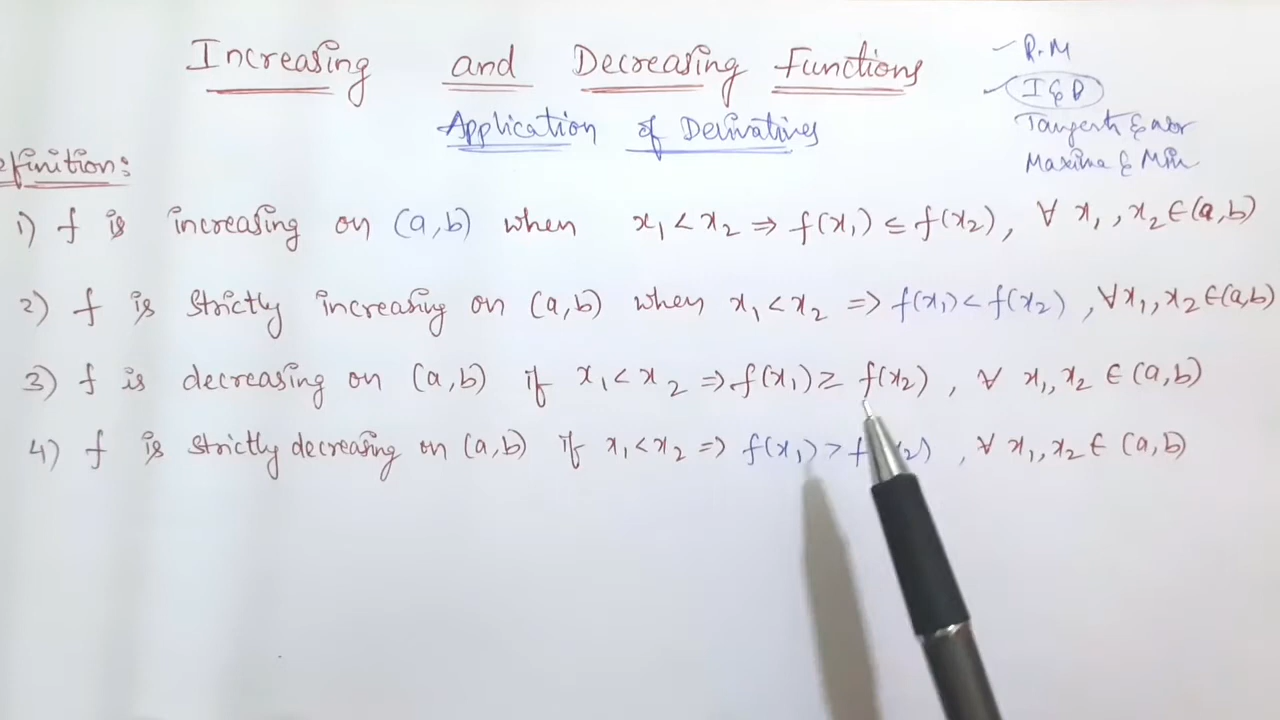 Increasing and Decreasing Functions
Application of Derivatives
R.M
I & D
Tangents & Nor
Maxima & Min
efinition:
1) f is increasing on (a,b) when x₁ < x₂ ⇒ f(x₁) ≤ f(x₂), ∀ x₁, x₂ ∈ (a,b)
2) f is strictly increasing on (a,b) when x₁ < x₂ ⇒ f(x₁) < f(x₂), ∀ x₁, x₂ ∈ (a,b)
3) f is decreasing on (a,b) if x₁ < x₂ ⇒ f(x₁) ≥ f(x₂), ∀ x₁, x₂ ∈ (a,b)
4) f is strictly decreasing on (a,b) if x₁ < x₂ ⇒ f(x₁) > f(x₂), ∀ x₁, x₂ ∈ (a,b)